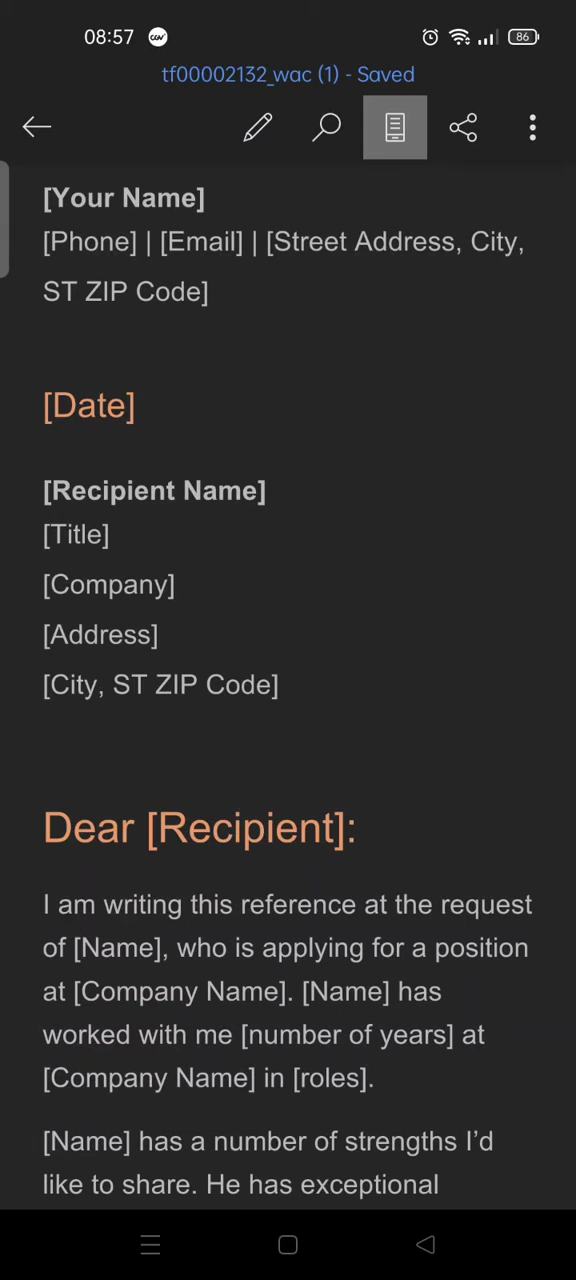 08:57 CGV 86
tf00002132_wac (1) - Saved
[Your Name]
[Phone] | [Email] | [Street Address, City,
ST ZIP Code]
[Date]
[Recipient Name]
[Title]
[Company]
[Address]
[City, ST ZIP Code]
Dear [Recipient]:
I am writing this reference at the request
of [Name], who is applying for a position
at [Company Name]. [Name] has
worked with me [number of years] at
[Company Name] in [roles].
[Name] has a number of strengths I’d
like to share. He has exceptional